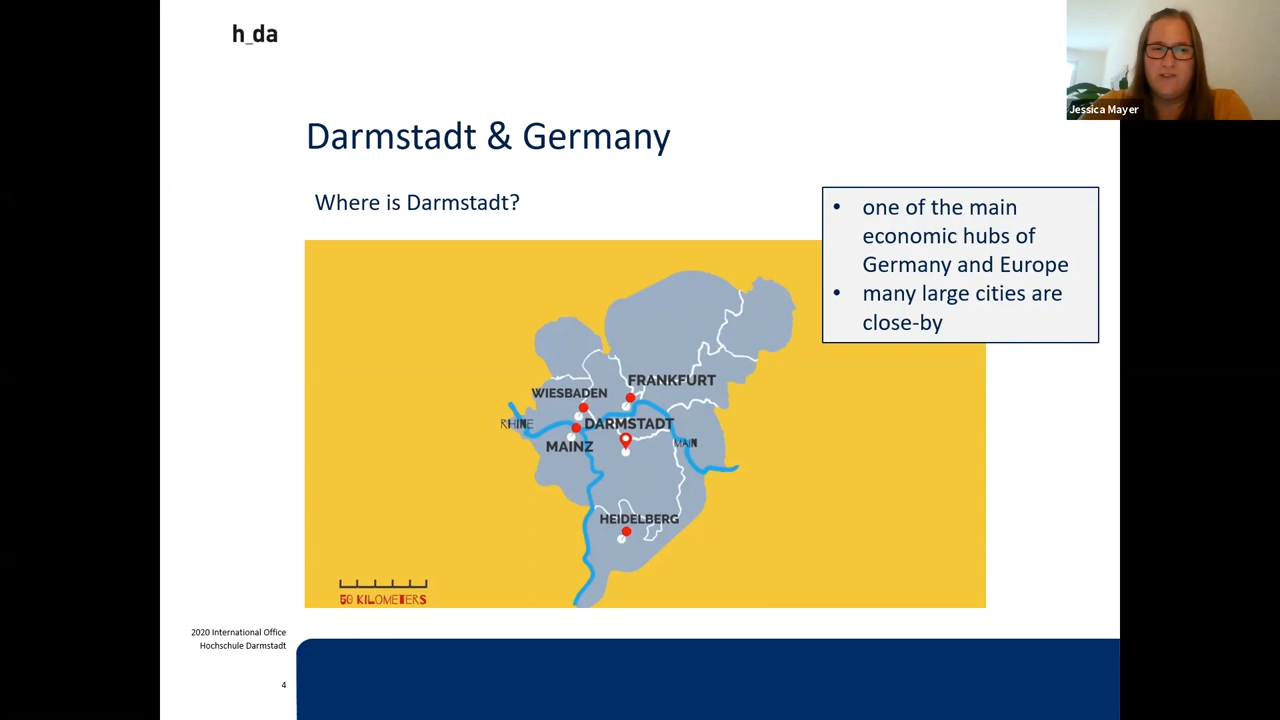 h_da
Jessica Mayer
Darmstadt & Germany
Where is Darmstadt?
• one of the main
economic hubs of
Germany and Europe
• many large cities are
close-by
FRANKFURT
WIESBADEN
RHINE
DARMSTADT
MAIN
MAINZ
HEIDELBERG
50 KILOMETERS
2020 International Office
Hochschule Darmstadt
4